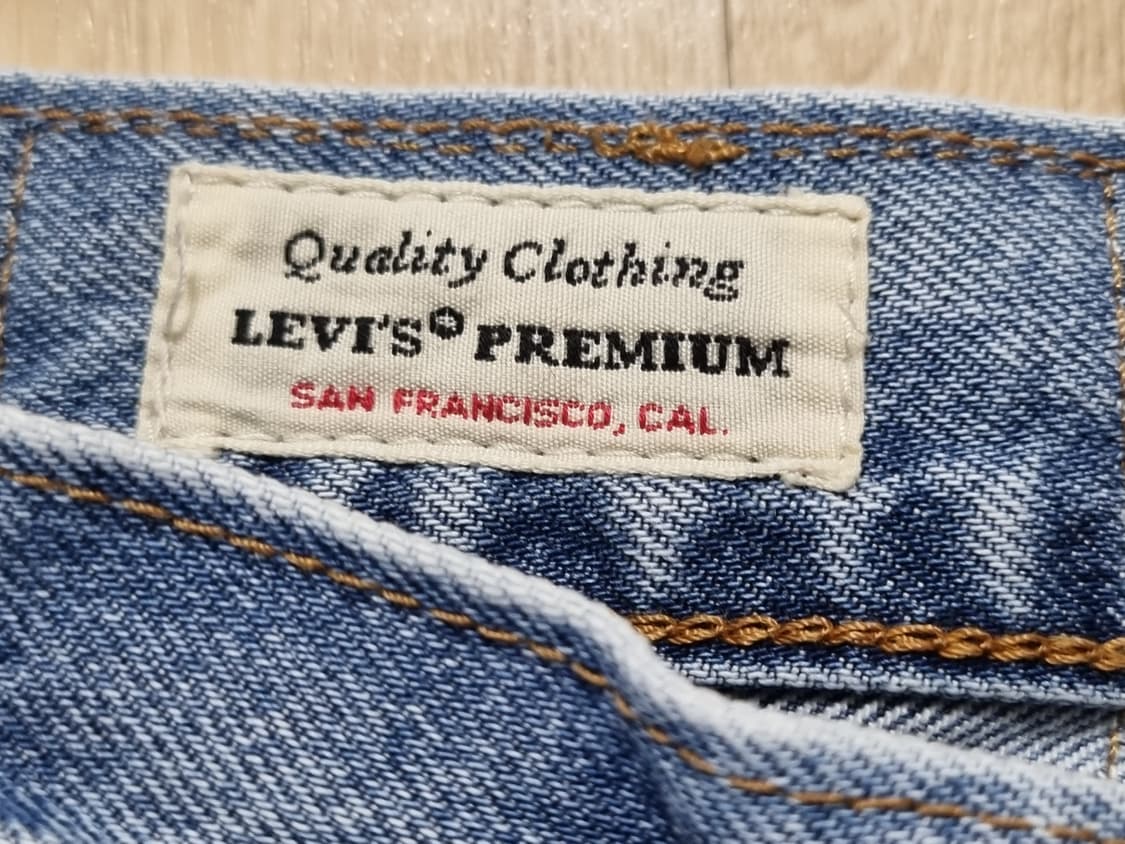 Quality Clothing
LEVI'S® PREMIUM
SAN FRANCISCO, CAL.